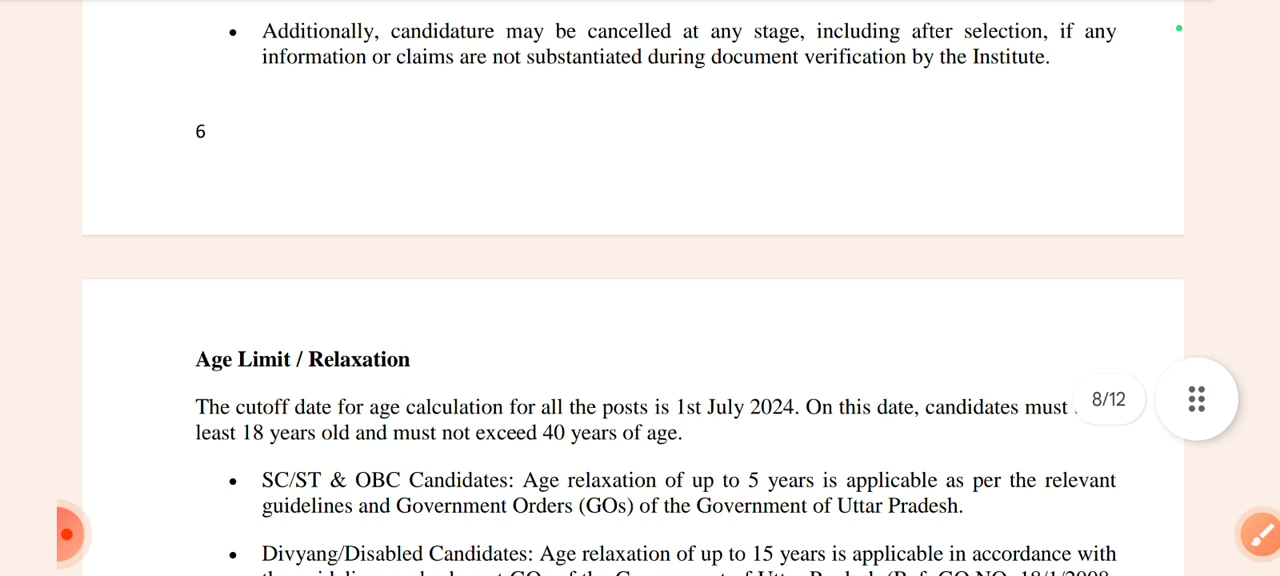 • Additionally, candidature may be cancelled at any stage, including after selection, if any
information or claims are not substantiated during document verification by the Institute.
6
Age Limit / Relaxation
The cutoff date for age calculation for all the posts is 1st July 2024. On this date, candidates must
8/12
least 18 years old and must not exceed 40 years of age.
• SC/ST & OBC Candidates: Age relaxation of up to 5 years is applicable as per the relevant
guidelines and Government Orders (GOs) of the Government of Uttar Pradesh.
• Divyang/Disabled Candidates: Age relaxation of up to 15 years is applicable in accordance with